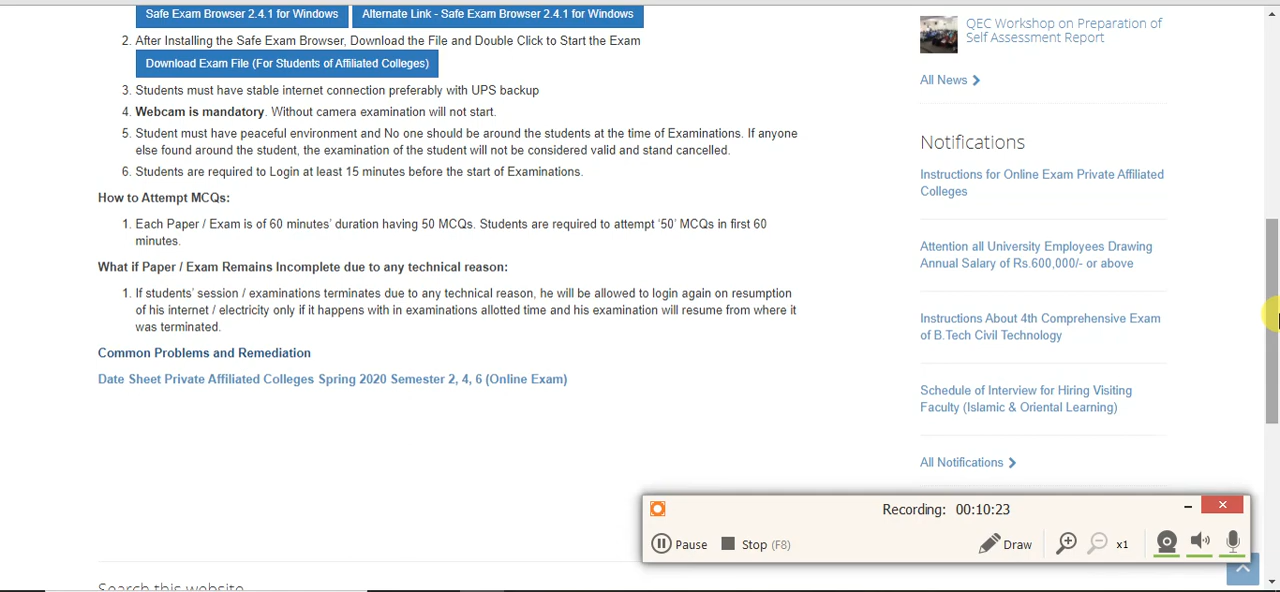 Safe Exam Browser 2.4.1 for Windows
Alternate Link - Safe Exam Browser 2.4.1 for Windows
2. After Installing the Safe Exam Browser, Download the File and Double Click to Start the Exam
Download Exam File (For Students of Affiliated Colleges)
3. Students must have stable internet connection preferably with UPS backup
4. Webcam is mandatory. Without camera examination will not start.
5. Student must have peaceful environment and No one should be around the students at the time of Examinations. If anyone
else found around the student, the examination of the student will not be considered valid and stand cancelled.
6. Students are required to Login at least 15 minutes before the start of Examinations.
How to Attempt MCQs:
1. Each Paper / Exam is of 60 minutes' duration having 50 MCQs. Students are required to attempt '50' MCQs in first 60
minutes.
What if Paper / Exam Remains Incomplete due to any technical reason:
1. If students' session / examinations terminates due to any technical reason, he will be allowed to login again on resumption
of his internet / electricity only if it happens with in examinations allotted time and his examination will resume from where it
was terminated.
Common Problems and Remediation
Date Sheet Private Affiliated Colleges Spring 2020 Semester 2, 4, 6 (Online Exam)
Search this website
QEC Workshop on Preparation of
Self Assessment Report
All News
Notifications
Instructions for Online Exam Private Affiliated
Colleges
Attention all University Employees Drawing
Annual Salary of Rs.600,000/- or above
Instructions About 4th Comprehensive Exam
of B.Tech Civil Technology
Schedule of Interview for Hiring Visiting
Faculty (Islamic & Oriental Learning)
All Notifications
Recording: 00:10:23
Pause
Stop (F8)
Draw
x1